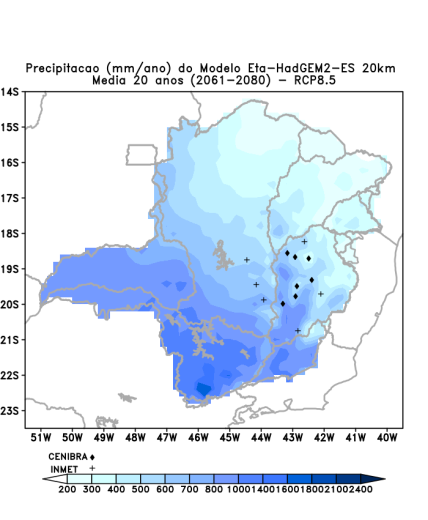 Precipitacao (mm/ano) do Modelo Eta-HadGEM2-ES 20km
Media 20 anos (2061-2080) - RCP8.5
14S
15S
16S
17S
18S
19S
20S
21S
22S
23S
51W 50W 49W 48W 47W 46W 45W 44W 43W 42W 41W 40W
CENIBRA
INMET
200 300 400 500 600 700 800 1000 1400 1600 1800 2100 2400